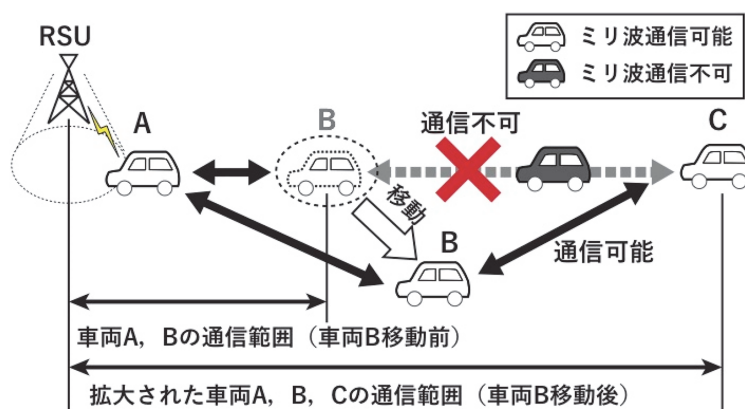 RSU
ミリ波通信可能
ミリ波通信不可
A
B
通信不可
C
移動
B
通信可能
車両A，Bの通信範囲（車両B移動前）
拡大された車両A，B，Cの通信範囲（車両B移動後）